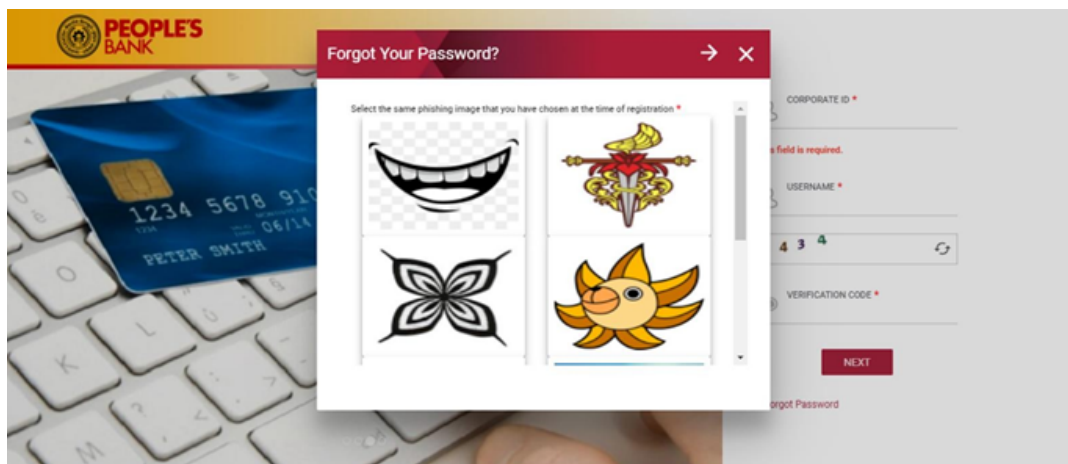 PEOPLE'S
BANK
Forgot Your Password?
Select the same phishing image that you have chosen at the time of registration *
CORPORATE ID *
s field is required.
USERNAME *
4 3 4
VERIFICATION CODE *
NEXT
orgot Password
1234 5678 910
1234
06/14
PETER SMITH
K
L
M